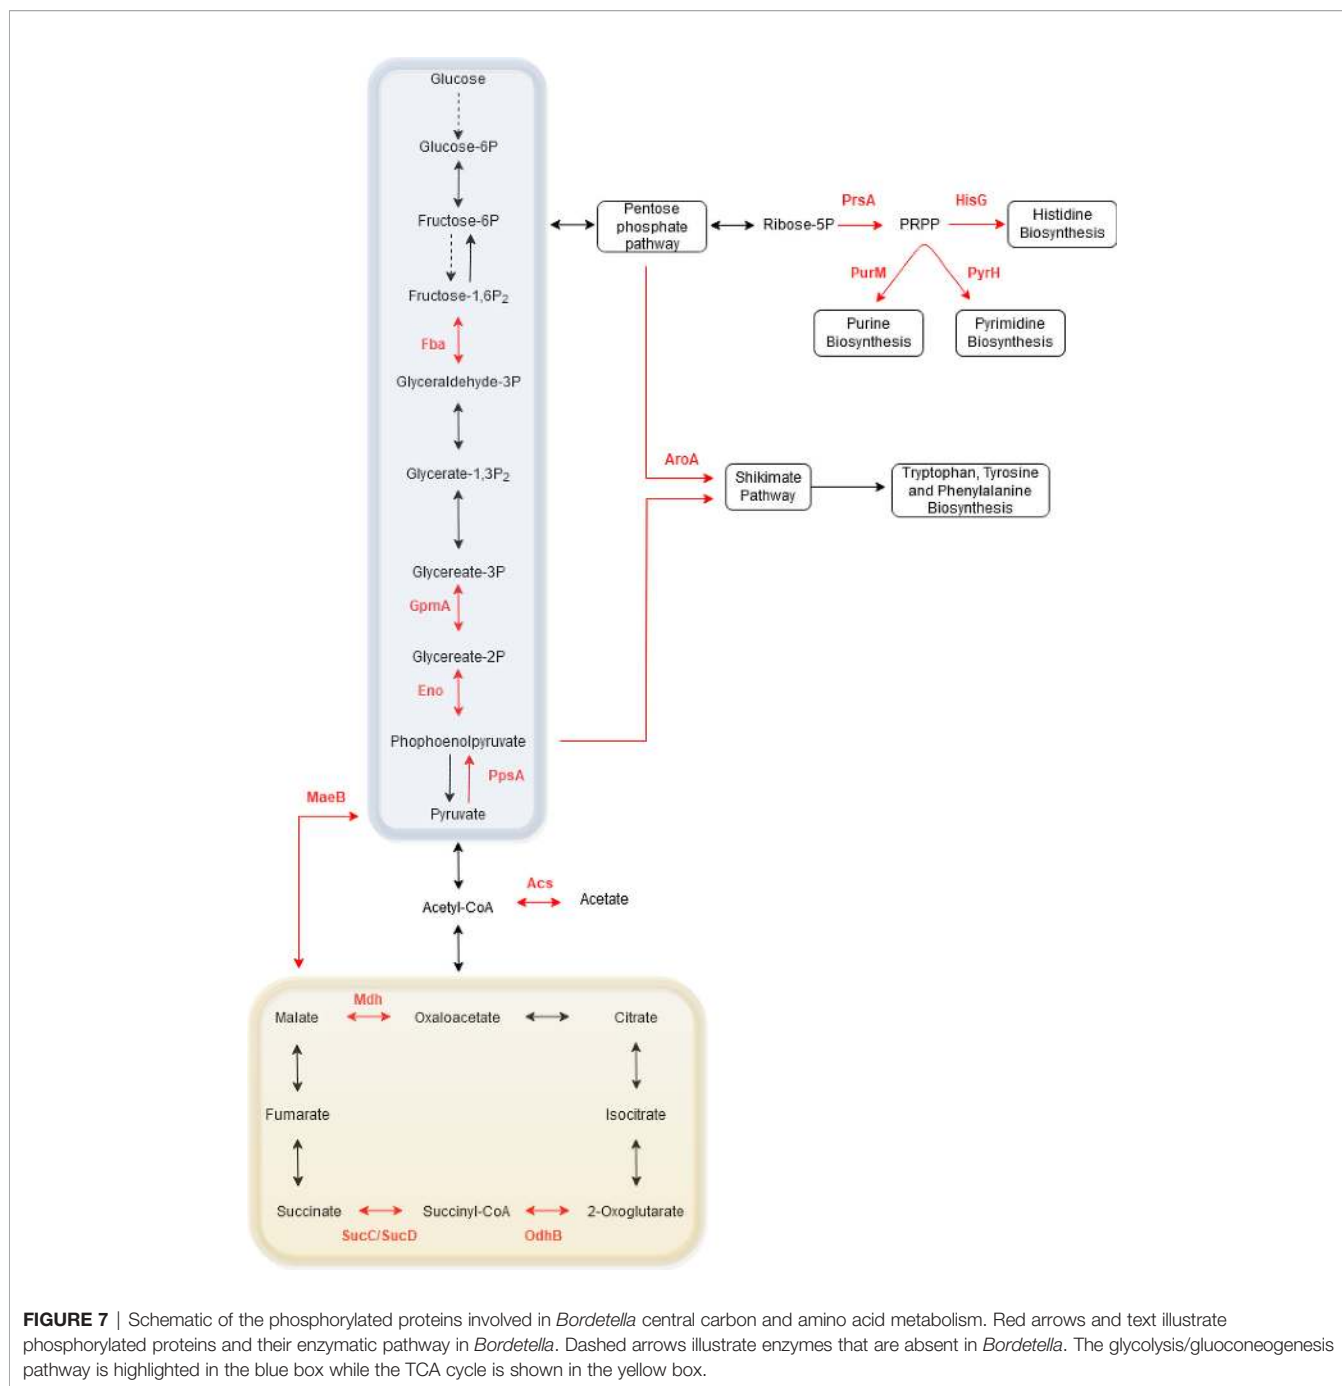 Glucose
Glucose-6P
Fructose-6P
Fructose-1,6P2
Fba
Glyceraldehyde-3P
Glycerate-1,3P2
Glycereate-3P
GpmA
Glycereate-2P
Eno
Phophoenolpyruvate
PpsA
Pyruvate
Pentose
phosphate
pathway
Ribose-5P
PrsA
PRPP
HisG
Histidine
Biosynthesis
PurM
PyrH
Purine
Biosynthesis
Pyrimidine
Biosynthesis
AroA
Shikimate
Pathway
Tryptophan, Tyrosine
and Phenylalanine
Biosynthesis
MaeB
Acetyl-CoA
Acs
Acetate
Mdh
Malate
Oxaloacetate
Citrate
Fumarate
Isocitrate
Succinate
Succinyl-CoA
2-Oxoglutarate
SucC/SucD
OdhB
FIGURE 7 | Schematic of the phosphorylated proteins involved in Bordetella central carbon and amino acid metabolism. Red arrows and text illustrate
phosphorylated proteins and their enzymatic pathway in Bordetella. Dashed arrows illustrate enzymes that are absent in Bordetella. The glycolysis/gluoconeogenesis
pathway is highlighted in the blue box while the TCA cycle is shown in the yellow box.